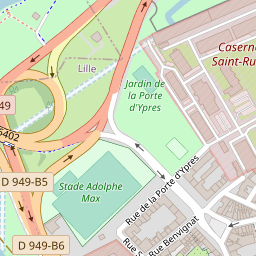 Lille
Jardin de
la Porte
d'Ypres
Caserne
Saint-Ru
49
5402
D 949-B5
Stade Adolphe
Max
Rue de la Porte d'Ypres
D 949-B6
Rue Benvignat
Rue